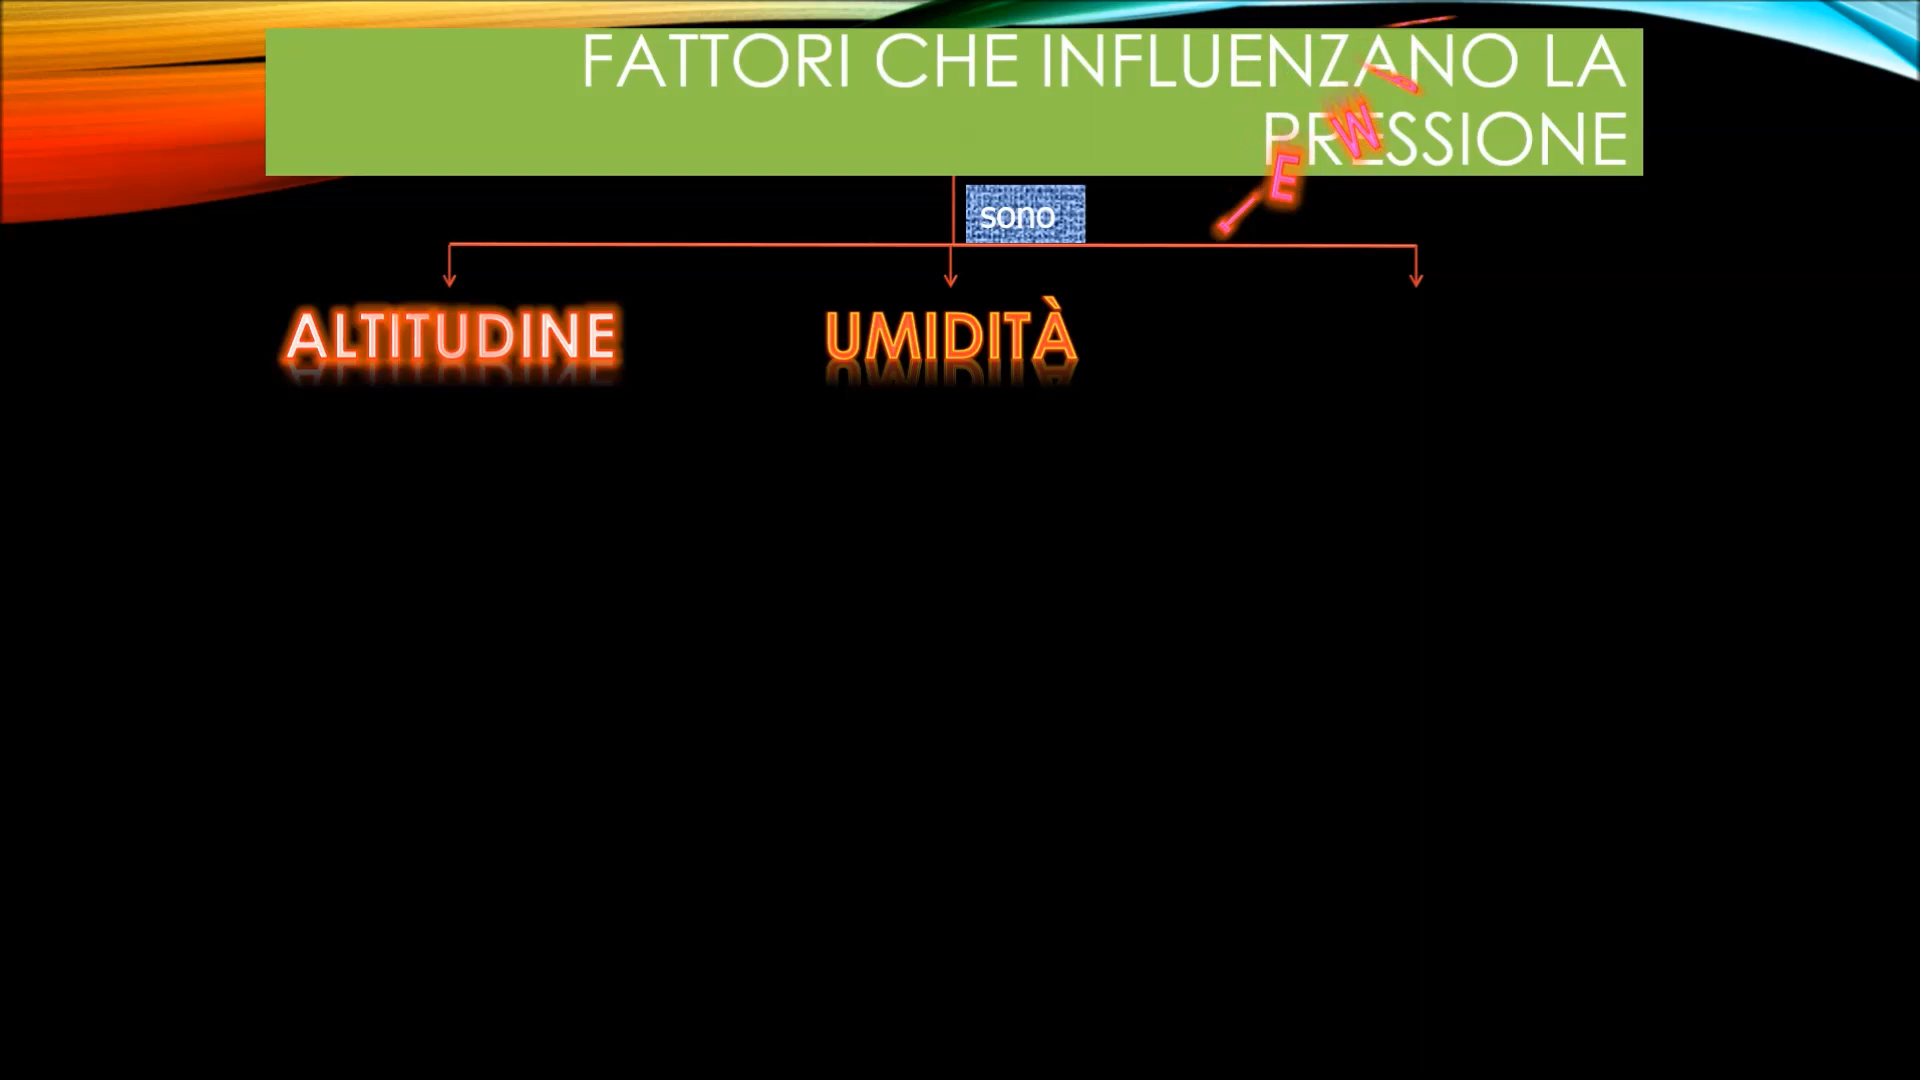 FATTORI CHE INFLUENZANO LA
PRESSIONE
sono
ALTITUDINE
UMIDITÀ